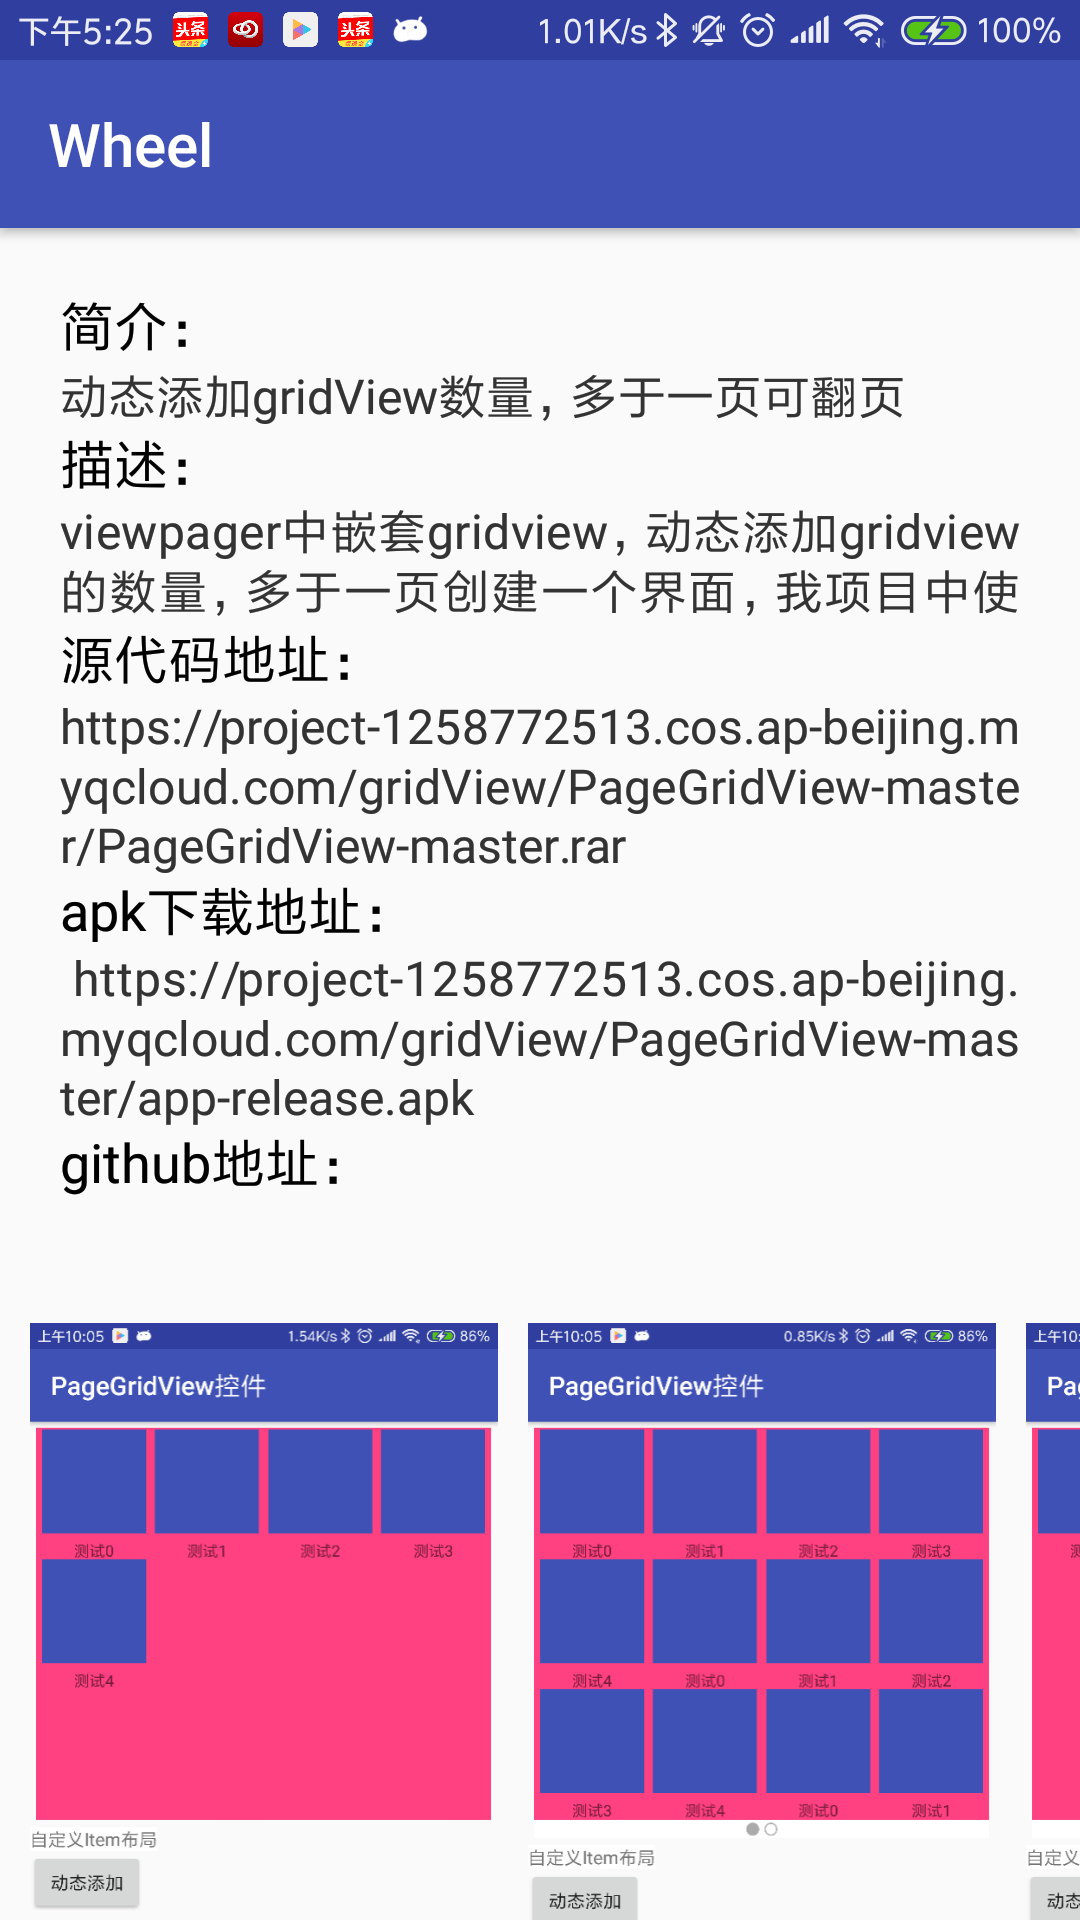 下午5:25 头条 头条 1.01K/s 100%
Wheel
简介：
动态添加gridView数量，多于一页可翻页
描述：
viewpager中嵌套gridview，动态添加gridview
的数量，多于一页创建一个界面，我项目中使
源代码地址：
https://project-1258772513.cos.ap-beijing.m
yqcloud.com/gridView/PageGridView-maste
r/PageGridView-master.rar
apk下载地址：
https://project-1258772513.cos.ap-beijing.
myqcloud.com/gridView/PageGridView-mas
ter/app-release.apk
github地址：
上午10:05 1.54K/s 86%
PageGridView控件
测试0 测试1 测试2 测试3
测试4
自定义Item布局
动态添加
上午10:05 0.85K/s 86%
PageGridView控件
测试0 测试1 测试2 测试3
测试4 测试0 测试1 测试2
测试3 测试4 测试0 测试1
自定义Item布局
动态添加
上午10:
Pag
自定义
动态